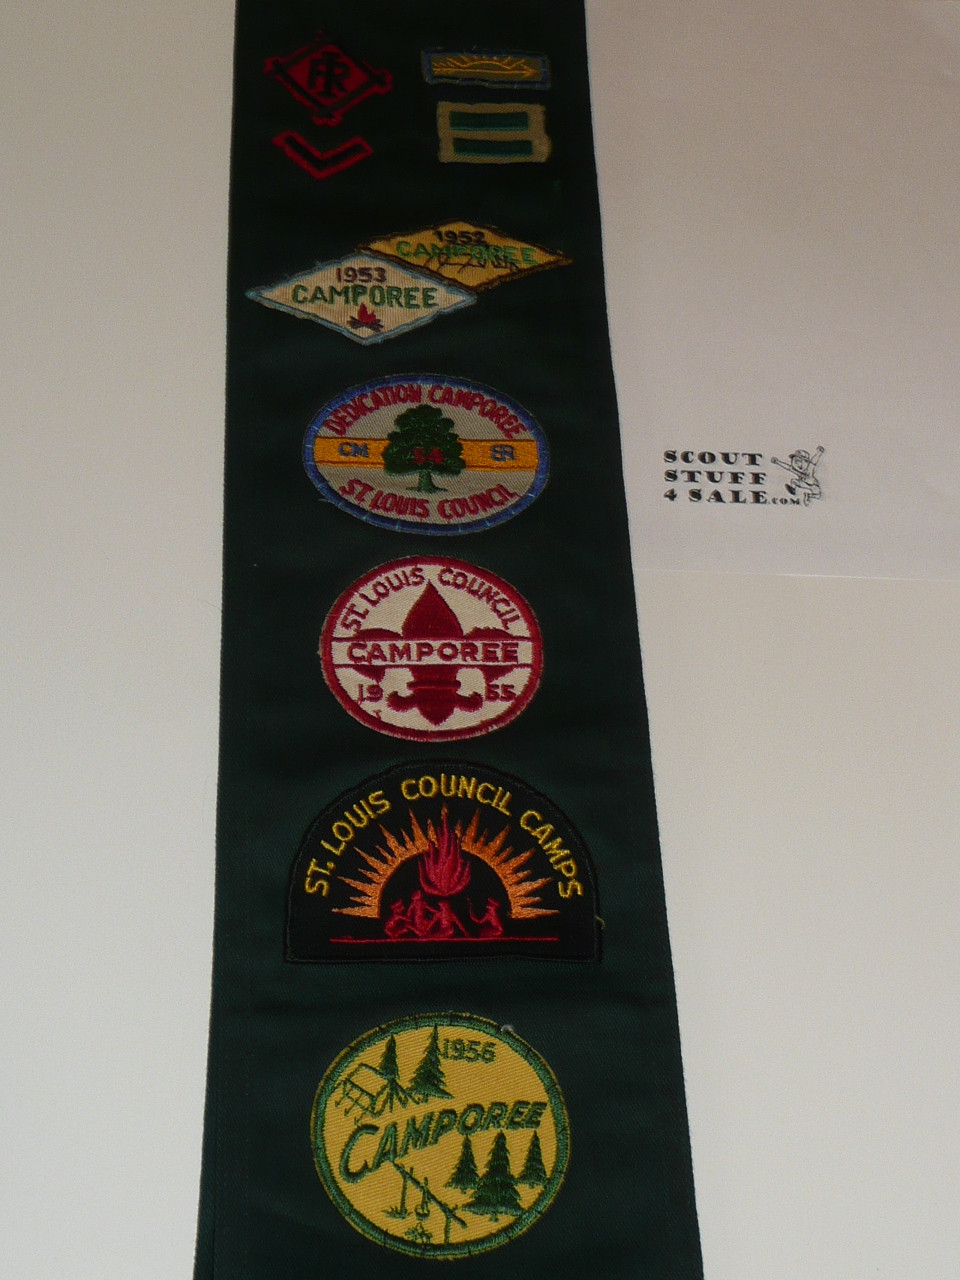 1952
CAMPOREE
1953
CAMPOREE
DEDICATION CAMPOREE
CM 54 SR
ST. LOUIS COUNCIL
SCOUT
STUFF
4 SALE.COM
ST. LOUIS COUNCIL
CAMPOREE
19 55
ST. LOUIS COUNCIL CAMPS
1956
CAMPOREE